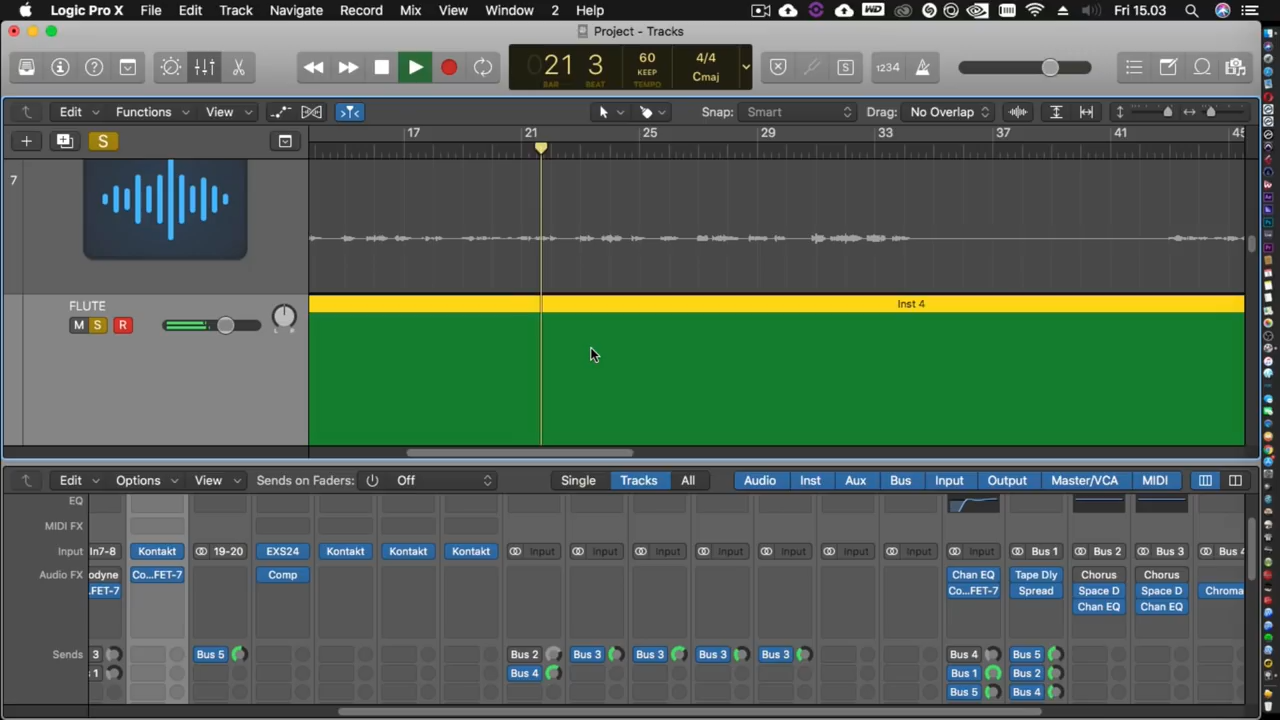 Logic Pro X File Edit Track Navigate Record Mix View Window 2 Help Fri 15.03
Project - Tracks
21 3 60 4/4
KEEP Cmaj
BAR BEAT TEMPO
1234
Edit Functions View Snap: Smart Drag: No Overlap
S
17 21 25 29 33 37 41 45
7
FLUTE
Inst 4
M S R
L R
Edit Options View Sends on Faders: Off Single Tracks All Audio Inst Aux Bus Input Output Master/VCA MIDI
EQ
MIDI FX
Input In7-8 Kontakt 19-20 EXS24 Kontakt Kontakt Kontakt Input Input Input Input Input Input Input Input Bus 1 Bus 2 Bus 3 Bus 4
Audio FX odyne Co...FET-7 Comp Chan EQ Tape Dly Chorus Chorus
.FET-7 Co...FET-7 Spread Space D Space D Chroma
Chan EQ Chan EQ
Sends 3 Bus 5 Bus 2 Bus 3 Bus 3 Bus 3 Bus 3 Bus 4 Bus 5
s 1 Bus 4 Bus 1 Bus 2
Bus 5 Bus 4